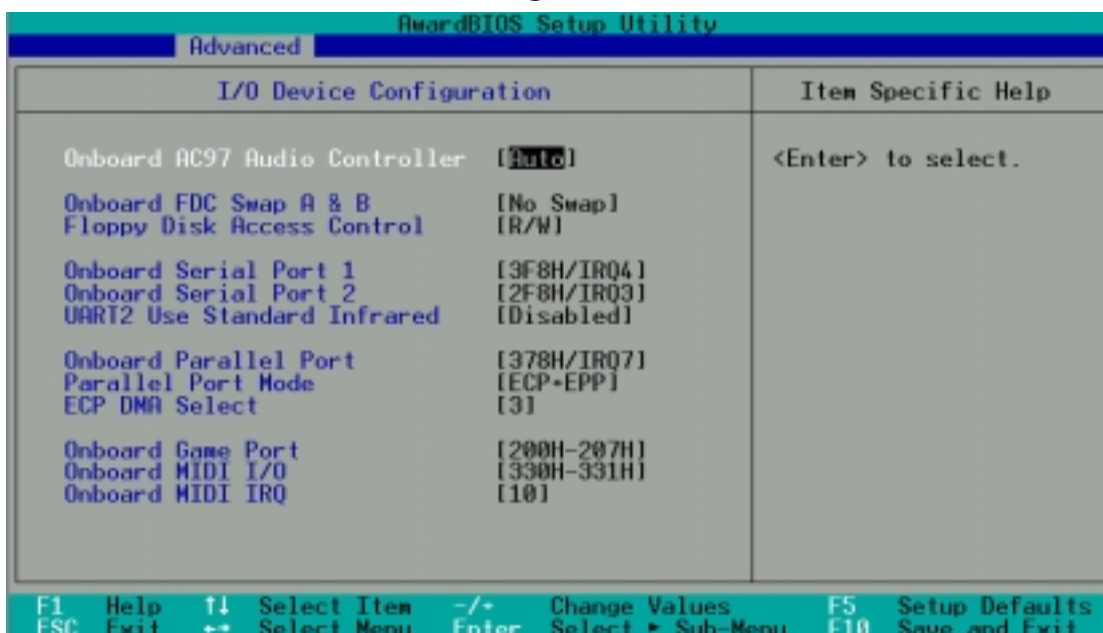 AwardBIOS Setup Utility
Advanced
I/O Device Configuration
Item Specific Help
Onboard AC97 Audio Controller [Auto]
<Enter> to select.
Onboard FDC Swap A & B [No Swap]
Floppy Disk Access Control [R/W]
Onboard Serial Port 1 [3F8H/IRQ4]
Onboard Serial Port 2 [2F8H/IRQ3]
UART2 Use Standard Infrared [Disabled]
Onboard Parallel Port [378H/IRQ7]
Parallel Port Mode [ECP+EPP]
ECP DMA Select [3]
Onboard Game Port [200H-207H]
Onboard MIDI I/O [330H-331H]
Onboard MIDI IRQ [10]
F1 Help ↑↓ Select Item -/+ Change Values F5 Setup Defaults
ESC Exit ←→ Select Menu Enter Select ► Sub-Menu F10 Save and Exit